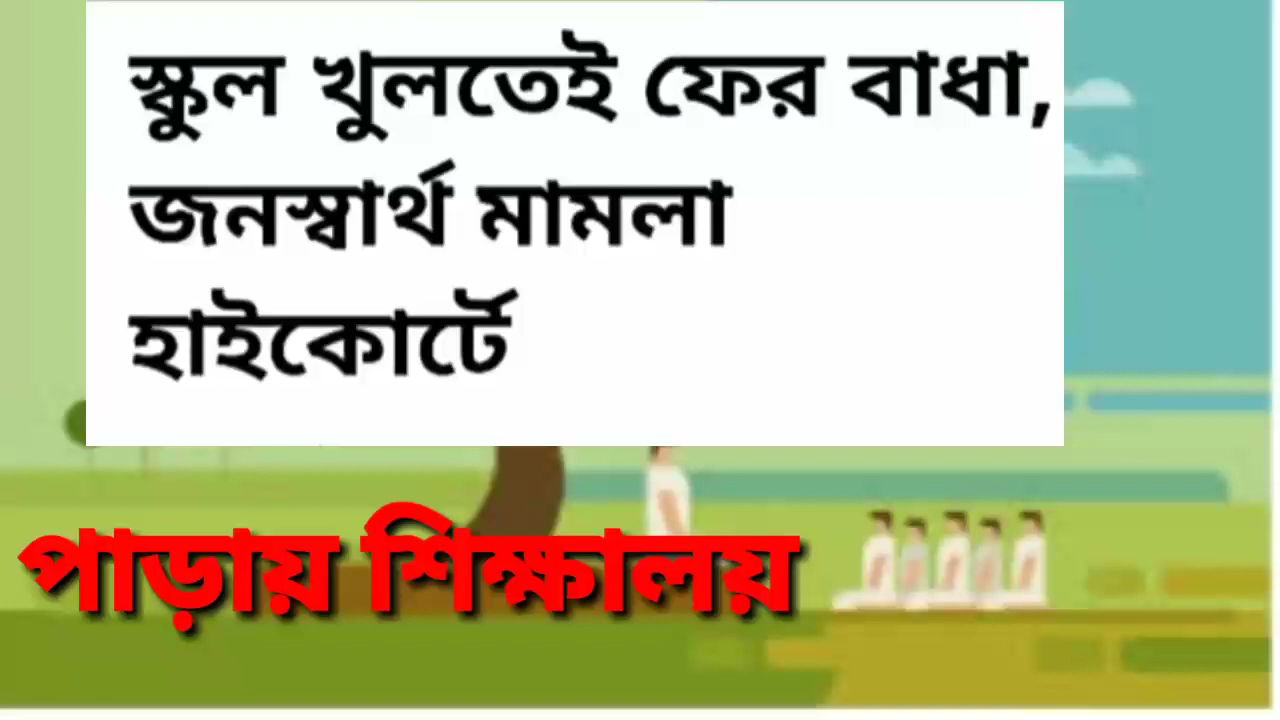 স্কুল খুলতেই ফের বাধা,
জনস্বার্থ মামলা
হাইকোর্টে
পাড়ায় শিক্ষালয়